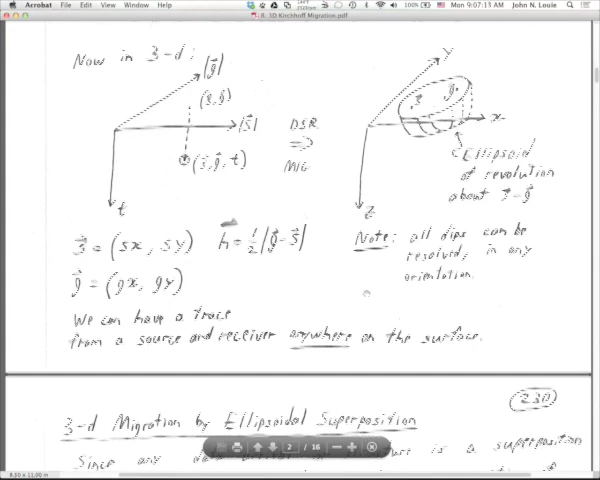 Acrobat File Edit View Window Help
100%
Mon 9:07:13 AM John N. Louie
8. 3D Kirchhoff Migration.pdf
Now in 3-d:
|g|
(s, g)
|s|
(s, g, t)
t
DSR
=>
MIG
y
s
g
x
z
Ellipsoid
of revolution
about s-g
s = (sx, sy)
h = 1/2 |g - s|
g = (gx, gy)
Note: all dips can be
resolved, in any
orientation.
We can have a trace
from a source and receiver anywhere on the surface.
(230)
3-d Migration by Ellipsoidal Superposition
2 / 16
Since any data is a superposition
8.50 x 11.00 in